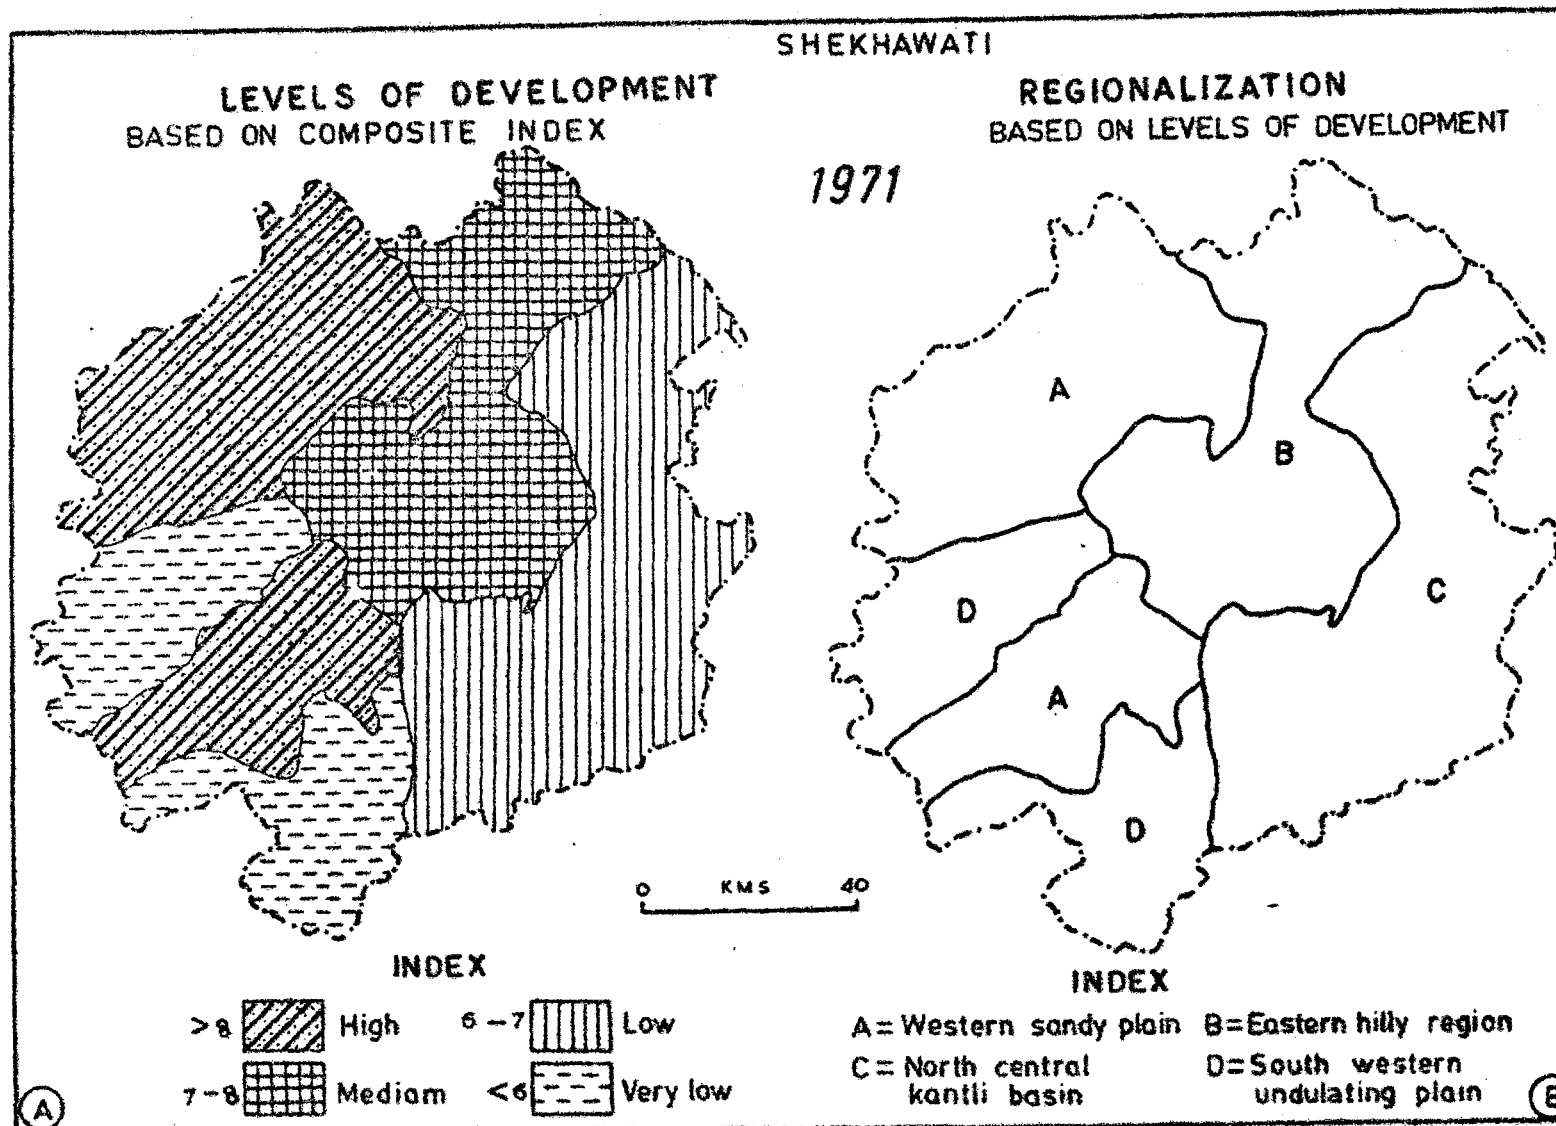 SHEKHAWATI
LEVELS OF DEVELOPMENT
BASED ON COMPOSITE INDEX
REGIONALIZATION
BASED ON LEVELS OF DEVELOPMENT
1971
A
B
C
D
A
D
0 KMS 40
INDEX
>8 High
6-7 Low
7-8 Mediam
<6 Very low
A
INDEX
A= Western sandy plain B= Eastern hilly region
C= North central D= South western
kantli basin undulating plain